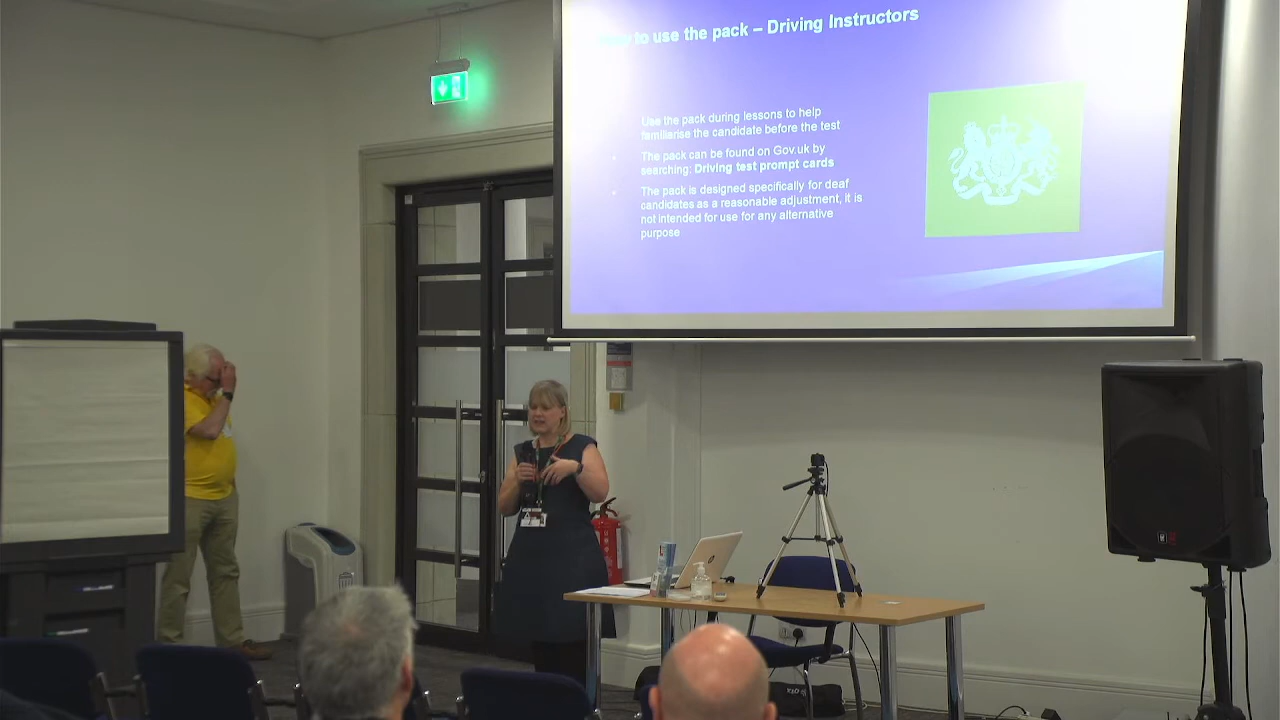 to use the pack – Driving Instructors
Use the pack during lessons to help
familiarise the candidate before the test
The pack can be found on Gov.uk by
searching: Driving test prompt cards
The pack is designed specifically for deaf
candidates as a reasonable adjustment, it is
not intended for use for any alternative
purpose